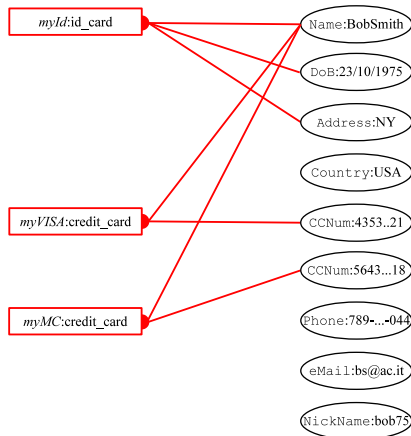 myId:id_card
Name:BobSmith
DoB:23/10/1975
Address:NY
Country:USA
myVISA:credit_card
CCNum:4353..21
CCNum:5643...18
myMC:credit_card
Phone:789-...-044
eMail:bs@ac.it
NickName:bob75